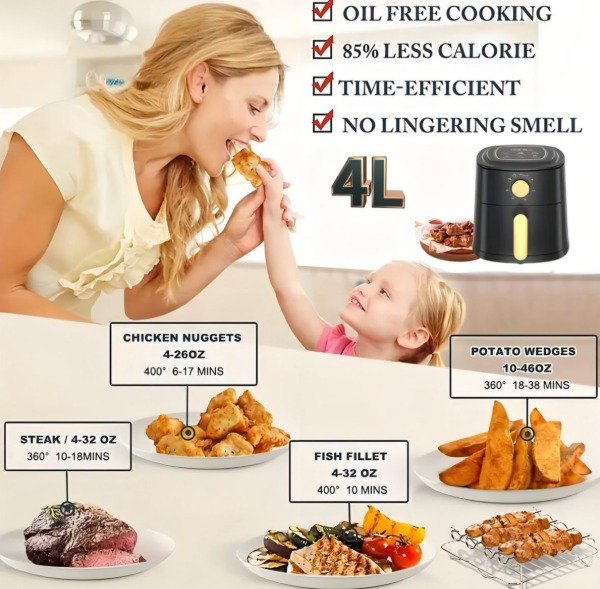 OIL FREE COOKING
85% LESS CALORIE
TIME-EFFICIENT
NO LINGERING SMELL
4L
CHICKEN NUGGETS
4-26OZ
400° 6-17 MINS
POTATO WEDGES
10-46OZ
360° 18-38 MINS
STEAK / 4-32 OZ
360° 10-18MINS
FISH FILLET
4-32 OZ
400° 10 MINS